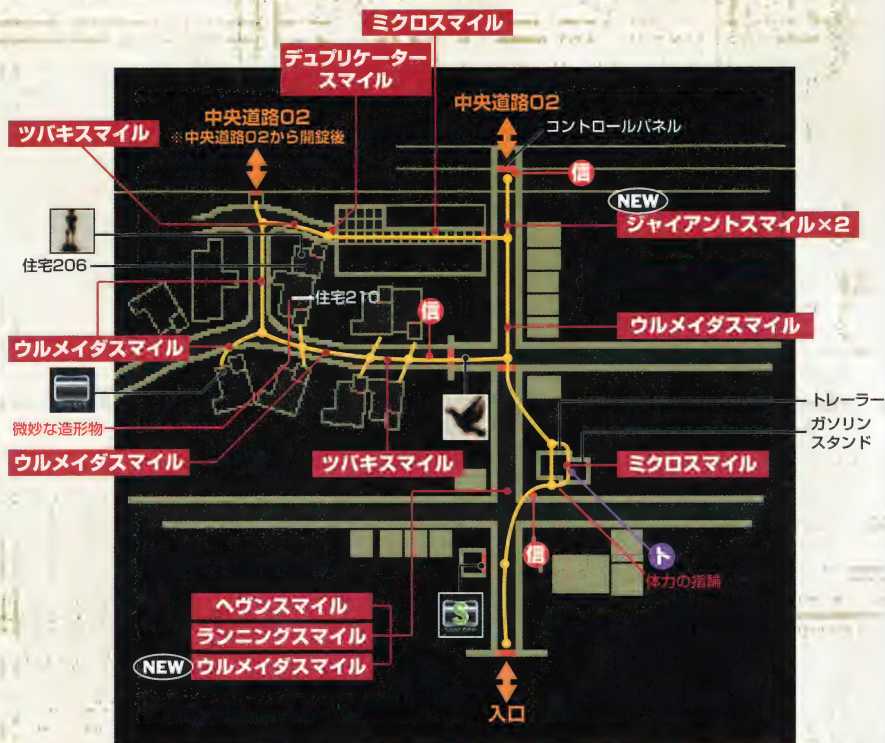 ミクロスマイル
デュプリケーター
スマイル
中央道路02
※中央道路02から開錠後
中央道路02
コントロールパネル
ツバキスマイル
信
NEW
ジャイアントスマイル×2
住宅206
住宅210
信
ウルメイダスマイル
ウルメイダスマイル
トレーラー
ガソリン
スタンド
微妙な造形物
ウルメイダスマイル
ツバキスマイル
ミクロスマイル
信
ト
体力の指輪
S
ヘヴンスマイル
ランニングスマイル
NEW
ウルメイダスマイル
入口